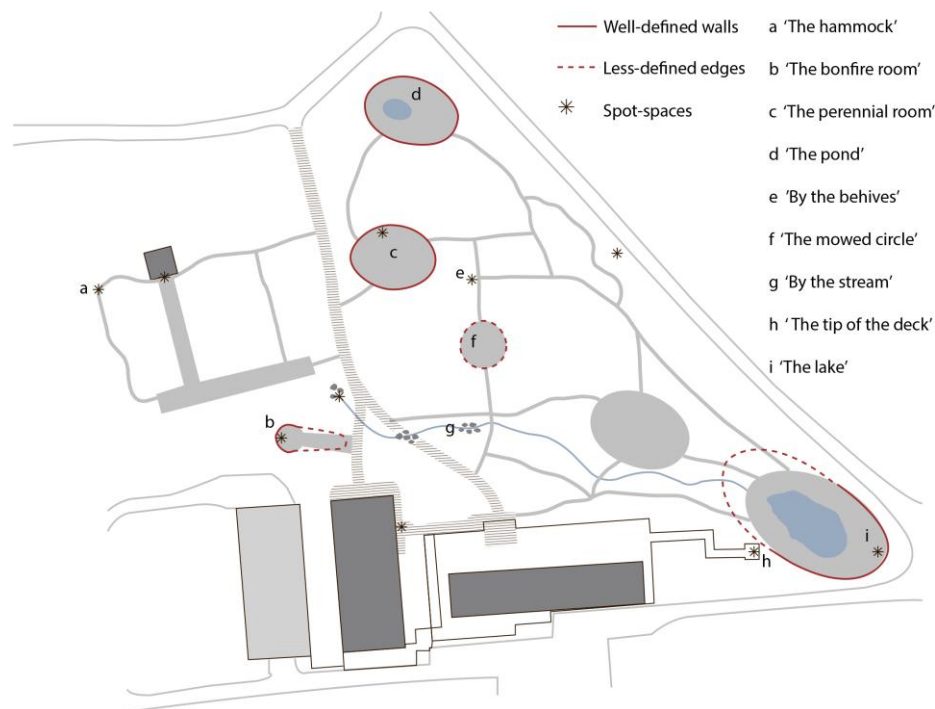 Well-defined walls
Less-defined edges
Spot-spaces
a 'The hammock'
b 'The bonfire room'
c 'The perennial room'
d 'The pond'
e 'By the behives'
f 'The mowed circle'
g 'By the stream'
h ' The tip of the deck'
i 'The lake'
d
c
a
e
f
b
g
i
h